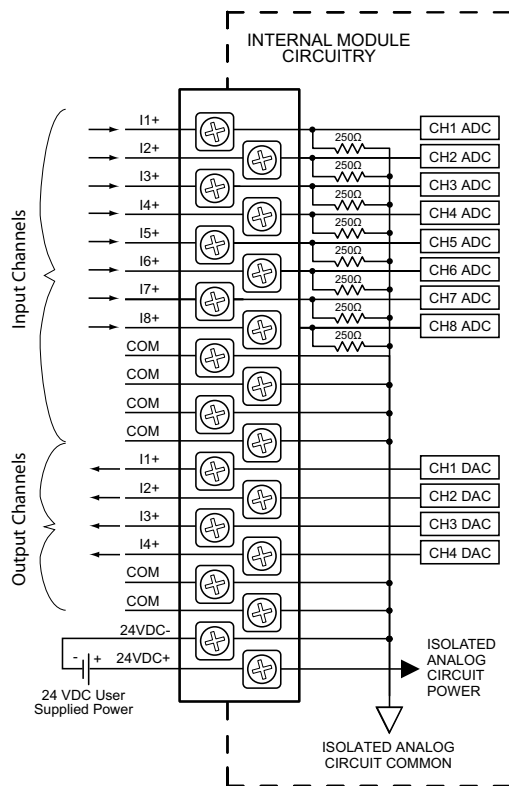 INTERNAL MODULE
CIRCUITRY
Input Channels
I1+
250Ω
CH1 ADC
I2+
250Ω
CH2 ADC
I3+
250Ω
CH3 ADC
I4+
250Ω
CH4 ADC
I5+
250Ω
CH5 ADC
I6+
250Ω
CH6 ADC
I7+
250Ω
CH7 ADC
I8+
250Ω
CH8 ADC
COM
COM
COM
COM
Output Channels
I1+
CH1 DAC
I2+
CH2 DAC
I3+
CH3 DAC
I4+
CH4 DAC
COM
COM
24VDC-
24VDC+
- +
24 VDC User
Supplied Power
ISOLATED
ANALOG
CIRCUIT
POWER
ISOLATED ANALOG
CIRCUIT COMMON